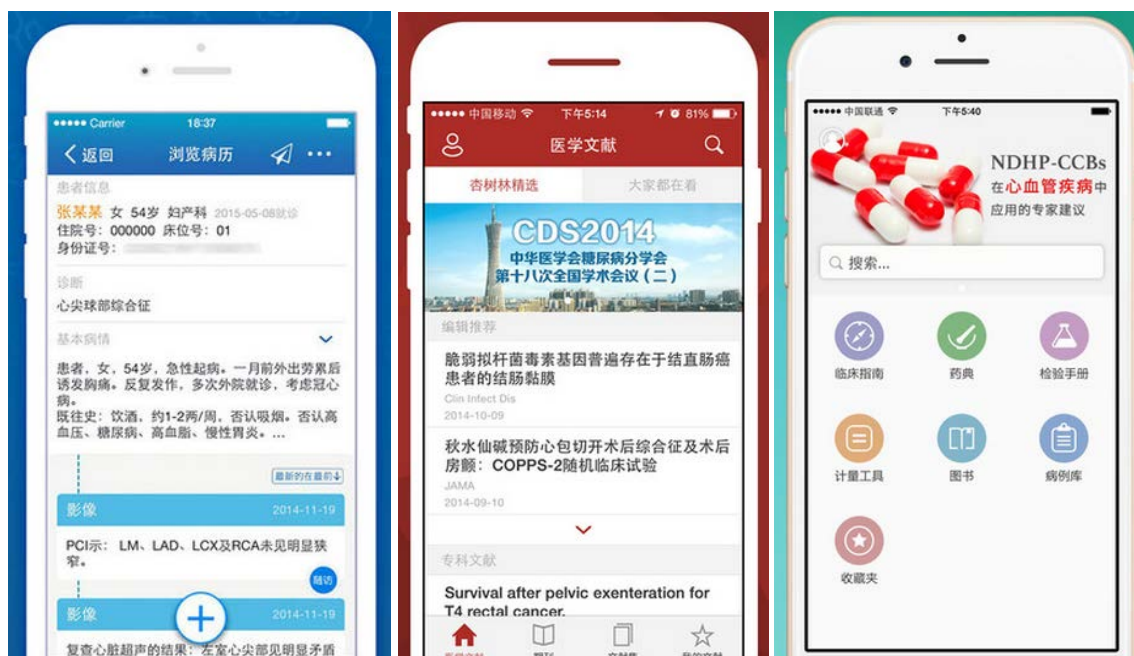 Carrier
18:37
返回
浏览病历
患者信息
张某某 女 54岁 妇产科 2015-05-08就诊
住院号：000000 床位号：01
身份证号：
诊断
心尖球部综合征
基本病情
患者，女，54岁，急性起病。一月前外出劳累后
诱发胸痛。反复发作，多次外院就诊，考虑冠心
病。
既往史：饮酒，约1-2两/周，否认吸烟。否认高
血压、糖尿病、高血脂、慢性胃炎。...
最新的在最前↓
影像
2014-11-19
PCI示： LM、LAD、LCX及RCA未见明显狭
窄。
随访
影像
2014-11-19
复查心脏超声的结果：左室心尖部见明显矛盾
中国移动
下午5:14
81%
医学文献
杏树林精选
大家都在看
CDS2014
中华医学会糖尿病分学会
第十八次全国学术会议（二）
编辑推荐
脆弱拟杆菌毒素基因普遍存在于结直肠癌
患者的结肠黏膜
Clin Infect Dis
2014-10-09
秋水仙碱预防心包切开术后综合征及术后
房颤：COPPS-2随机临床试验
JAMA
2014-09-10
专科文献
Survival after pelvic exenteration for
T4 rectal cancer.
中国联通
下午5:40
NDHP-CCBs
在心血管疾病中
应用的专家建议
搜索...
临床指南
药典
检验手册
计量工具
图书
病例库
收藏夹